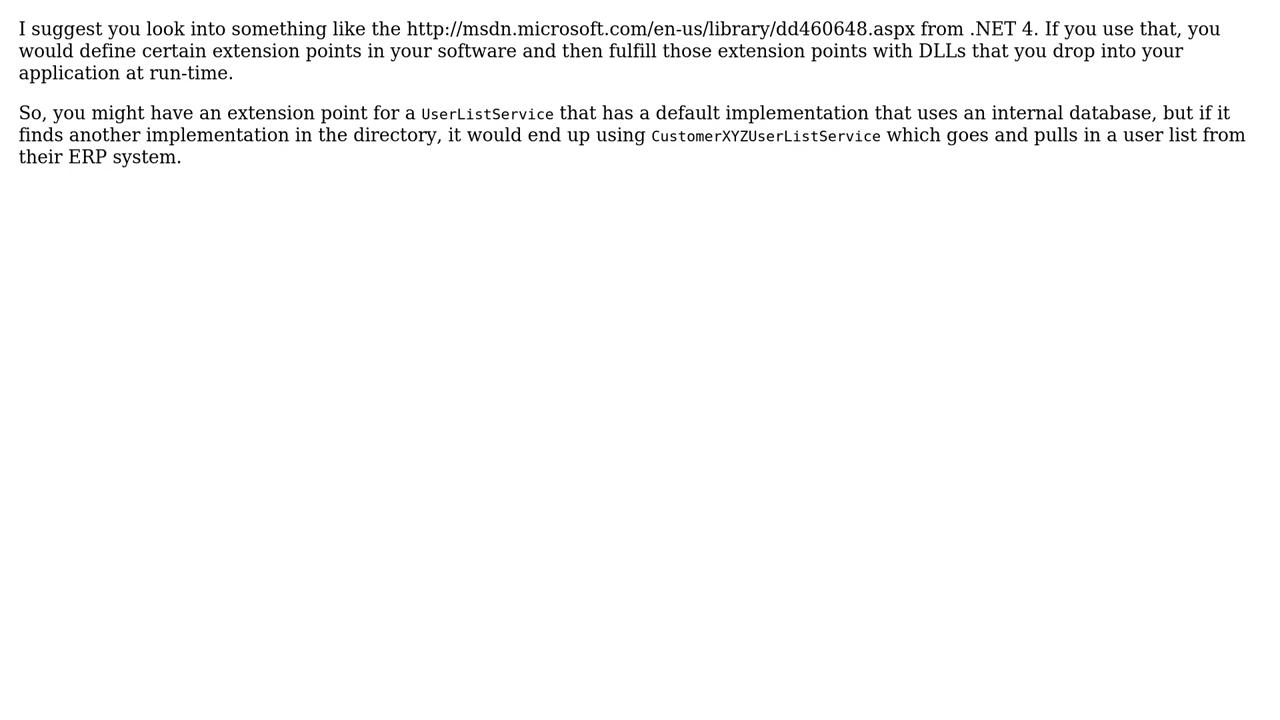 I suggest you look into something like the http://msdn.microsoft.com/en-us/library/dd460648.aspx from .NET 4. If you use that, you
would define certain extension points in your software and then fulfill those extension points with DLLs that you drop into your
application at run-time.
So, you might have an extension point for a UserListService that has a default implementation that uses an internal database, but if it
finds another implementation in the directory, it would end up using CustomerXYZUserListService which goes and pulls in a user list from
their ERP system.